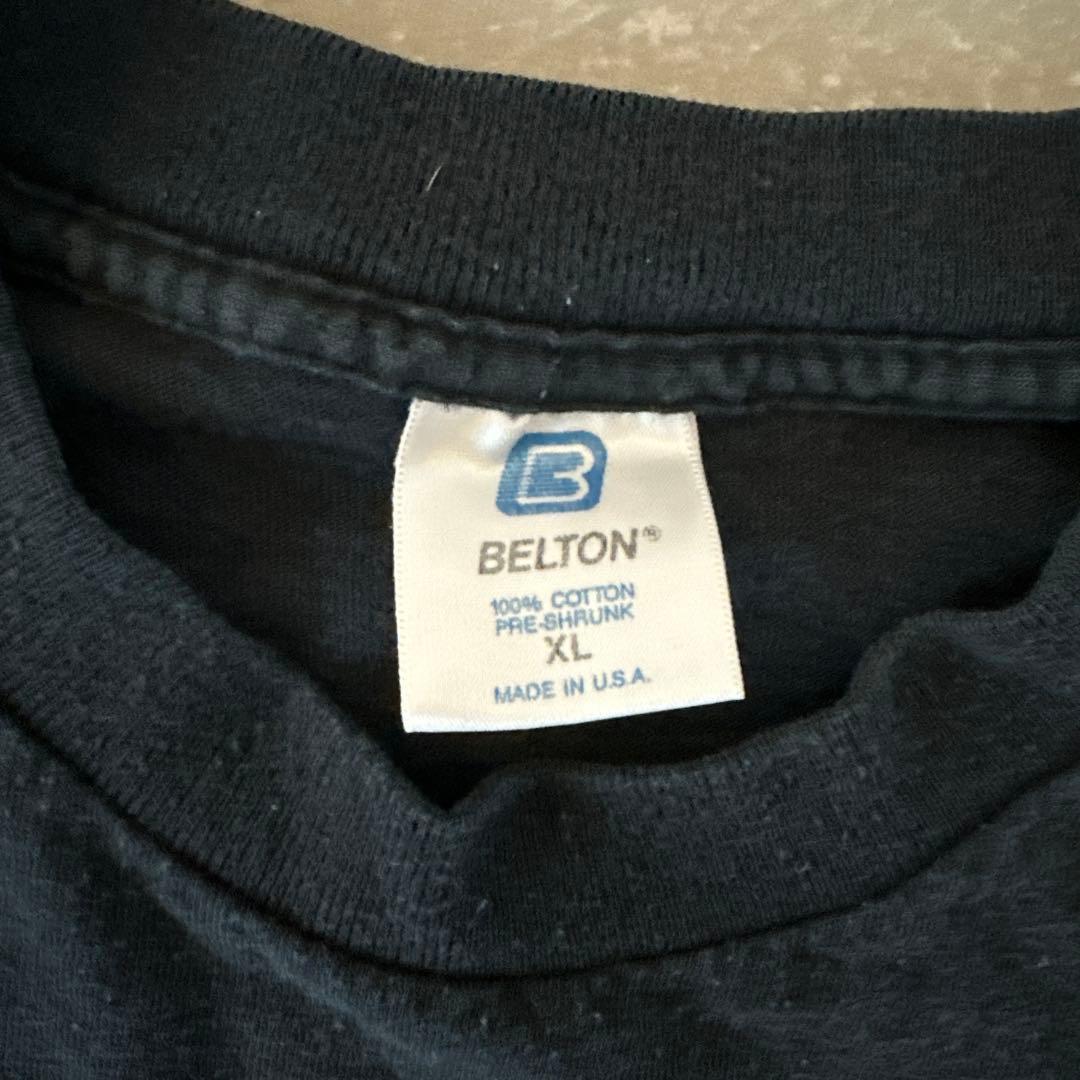 B
BELTON®
100% COTTON
PRE-SHRUNK
XL
MADE IN U.S.A.